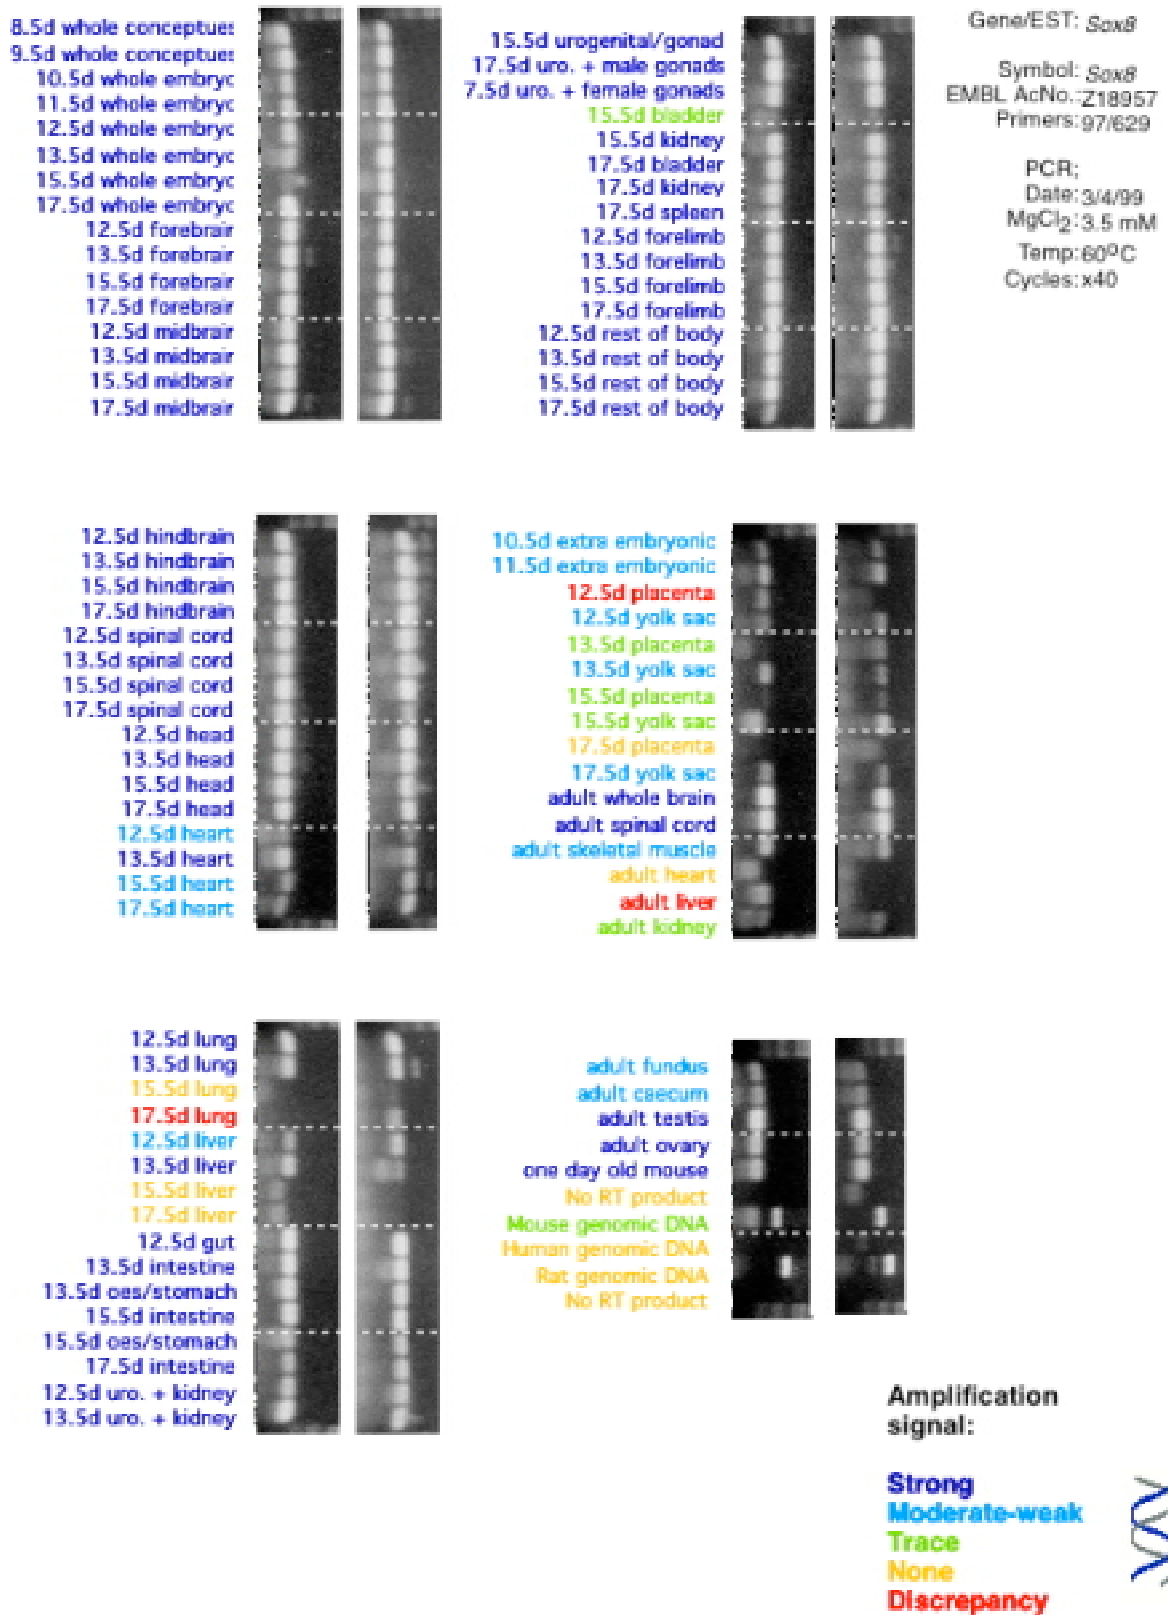 8.5d whole conceptues
9.5d whole conceptues
10.5d whole embryc
11.5d whole embryc
12.5d whole embryc
13.5d whole embryc
15.5d whole embryc
17.5d whole embryc
12.5d forebrair
13.5d forebrair
15.5d forebrair
17.5d forebrair
12.5d midbrair
13.5d midbrair
15.5d midbrair
17.5d midbrair
15.5d urogenital/gonad
17.5d uro. + male gonads
7.5d uro. + female gonads
15.5d bladder
15.5d kidney
17.5d bladder
17.5d kidney
17.5d spleen
12.5d forelimb
13.5d forelimb
15.5d forelimb
17.5d forelimb
12.5d rest of body
13.5d rest of body
15.5d rest of body
17.5d rest of body
Gene/EST: Sox8
Symbol: Sox8
EMBL AcNo.: Z18957
Primers: 97/629
PCR:
Date: 3/4/99
MgCl2: 3.5 mM
Temp: 60ºC
Cycles: x40
12.5d hindbrain
13.5d hindbrain
15.5d hindbrain
17.5d hindbrain
12.5d spinal cord
13.5d spinal cord
15.5d spinal cord
17.5d spinal cord
12.5d head
13.5d head
15.5d head
17.5d head
12.5d heart
13.5d heart
15.5d heart
17.5d heart
10.5d extra embryonic
11.5d extra embryonic
12.5d placenta
12.5d yolk sac
13.5d placenta
13.5d yolk sac
15.5d placenta
15.5d yolk sac
17.5d placenta
17.5d yolk sac
adult whole brain
adult spinal cord
adult skeletal muscle
adult heart
adult liver
adult kidney
12.5d lung
13.5d lung
15.5d lung
17.5d lung
12.5d liver
13.5d liver
15.5d liver
17.5d liver
12.5d gut
13.5d intestine
13.5d oes/stomach
15.5d intestine
15.5d oes/stomach
17.5d intestine
12.5d uro. + kidney
13.5d uro. + kidney
adult fundus
adult caecum
adult testis
adult ovary
one day old mouse
No RT product
Mouse genomic DNA
Human genomic DNA
Rat genomic DNA
No RT product
Amplification
signal:
Strong
Moderate-weak
Trace
None
Discrepancy